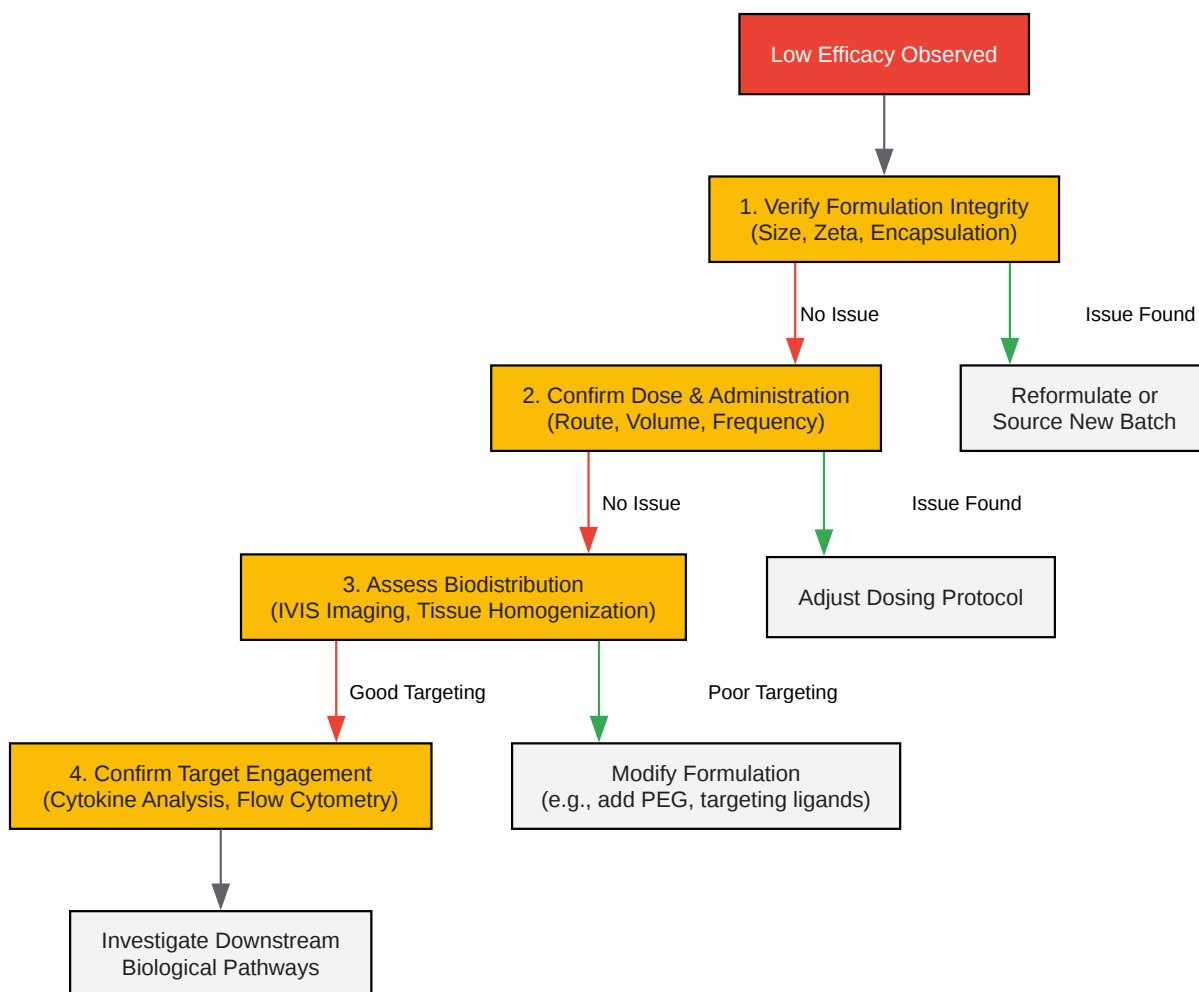 Low Efficacy Observed
1. Verify Formulation Integrity
(Size, Zeta, Encapsulation)
No Issue
Issue Found
2. Confirm Dose & Administration
(Route, Volume, Frequency)
Reformulate or
Source New Batch
No Issue
Issue Found
3. Assess Biodistribution
(IVIS Imaging, Tissue Homogenization)
Adjust Dosing Protocol
Good Targeting
Poor Targeting
4. Confirm Target Engagement
(Cytokine Analysis, Flow Cytometry)
Modify Formulation
(e.g., add PEG, targeting ligands)
Investigate Downstream
Biological Pathways